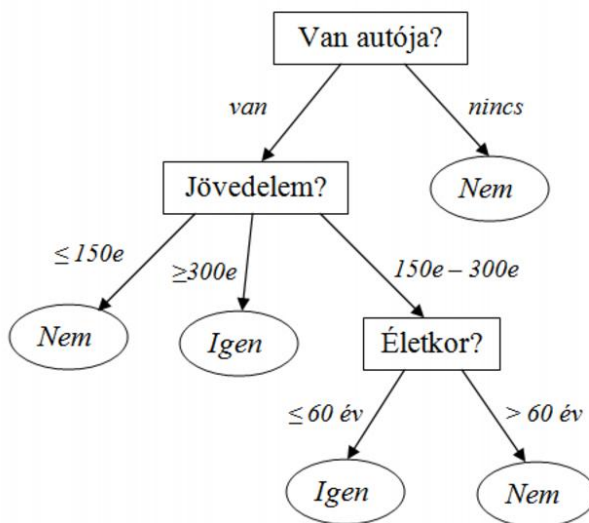 Van autója?
van
nincs
Jövedelem?
Nem
≤ 150e
≥300e
150e – 300e
Nem
Igen
Életkor?
≤ 60 év
> 60 év
Igen
Nem